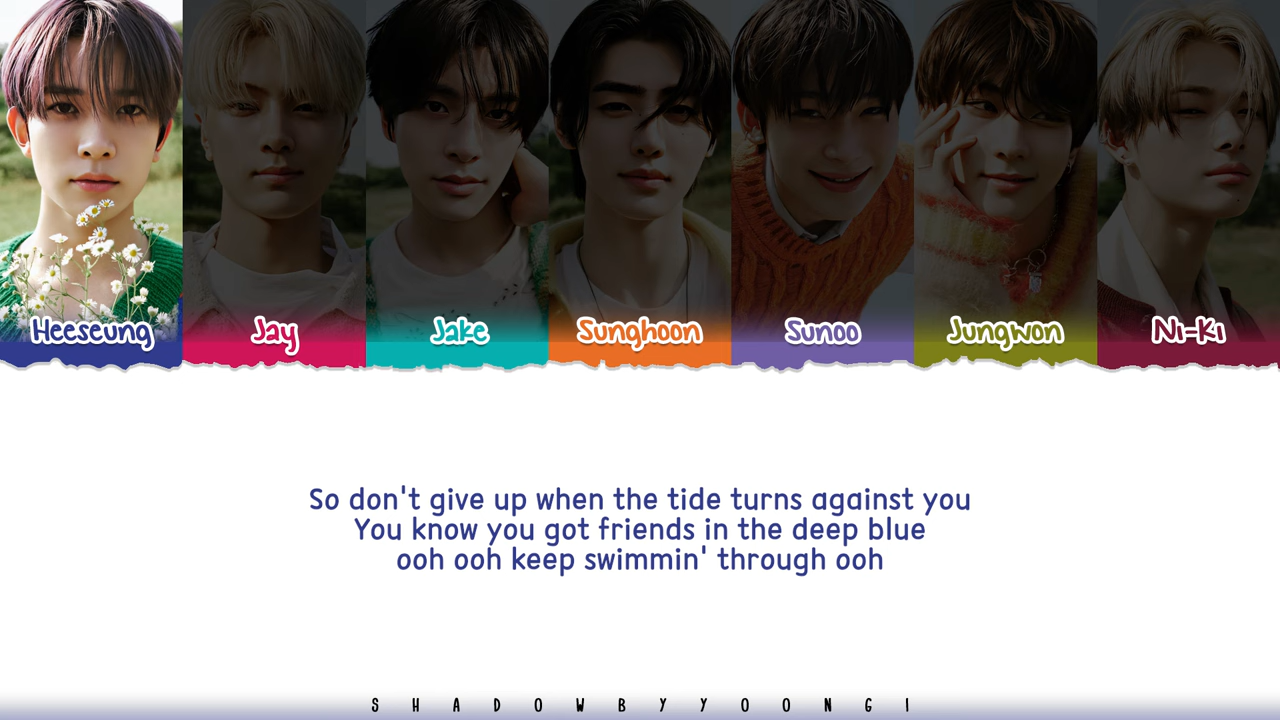 Heeseung
Jay
Jake
Sunghoon
Sunoo
Jungwon
Ni-Ki
So don't give up when the tide turns against you
You know you got friends in the deep blue
ooh ooh keep swimmin' through ooh
SHADOWBYYOONGI